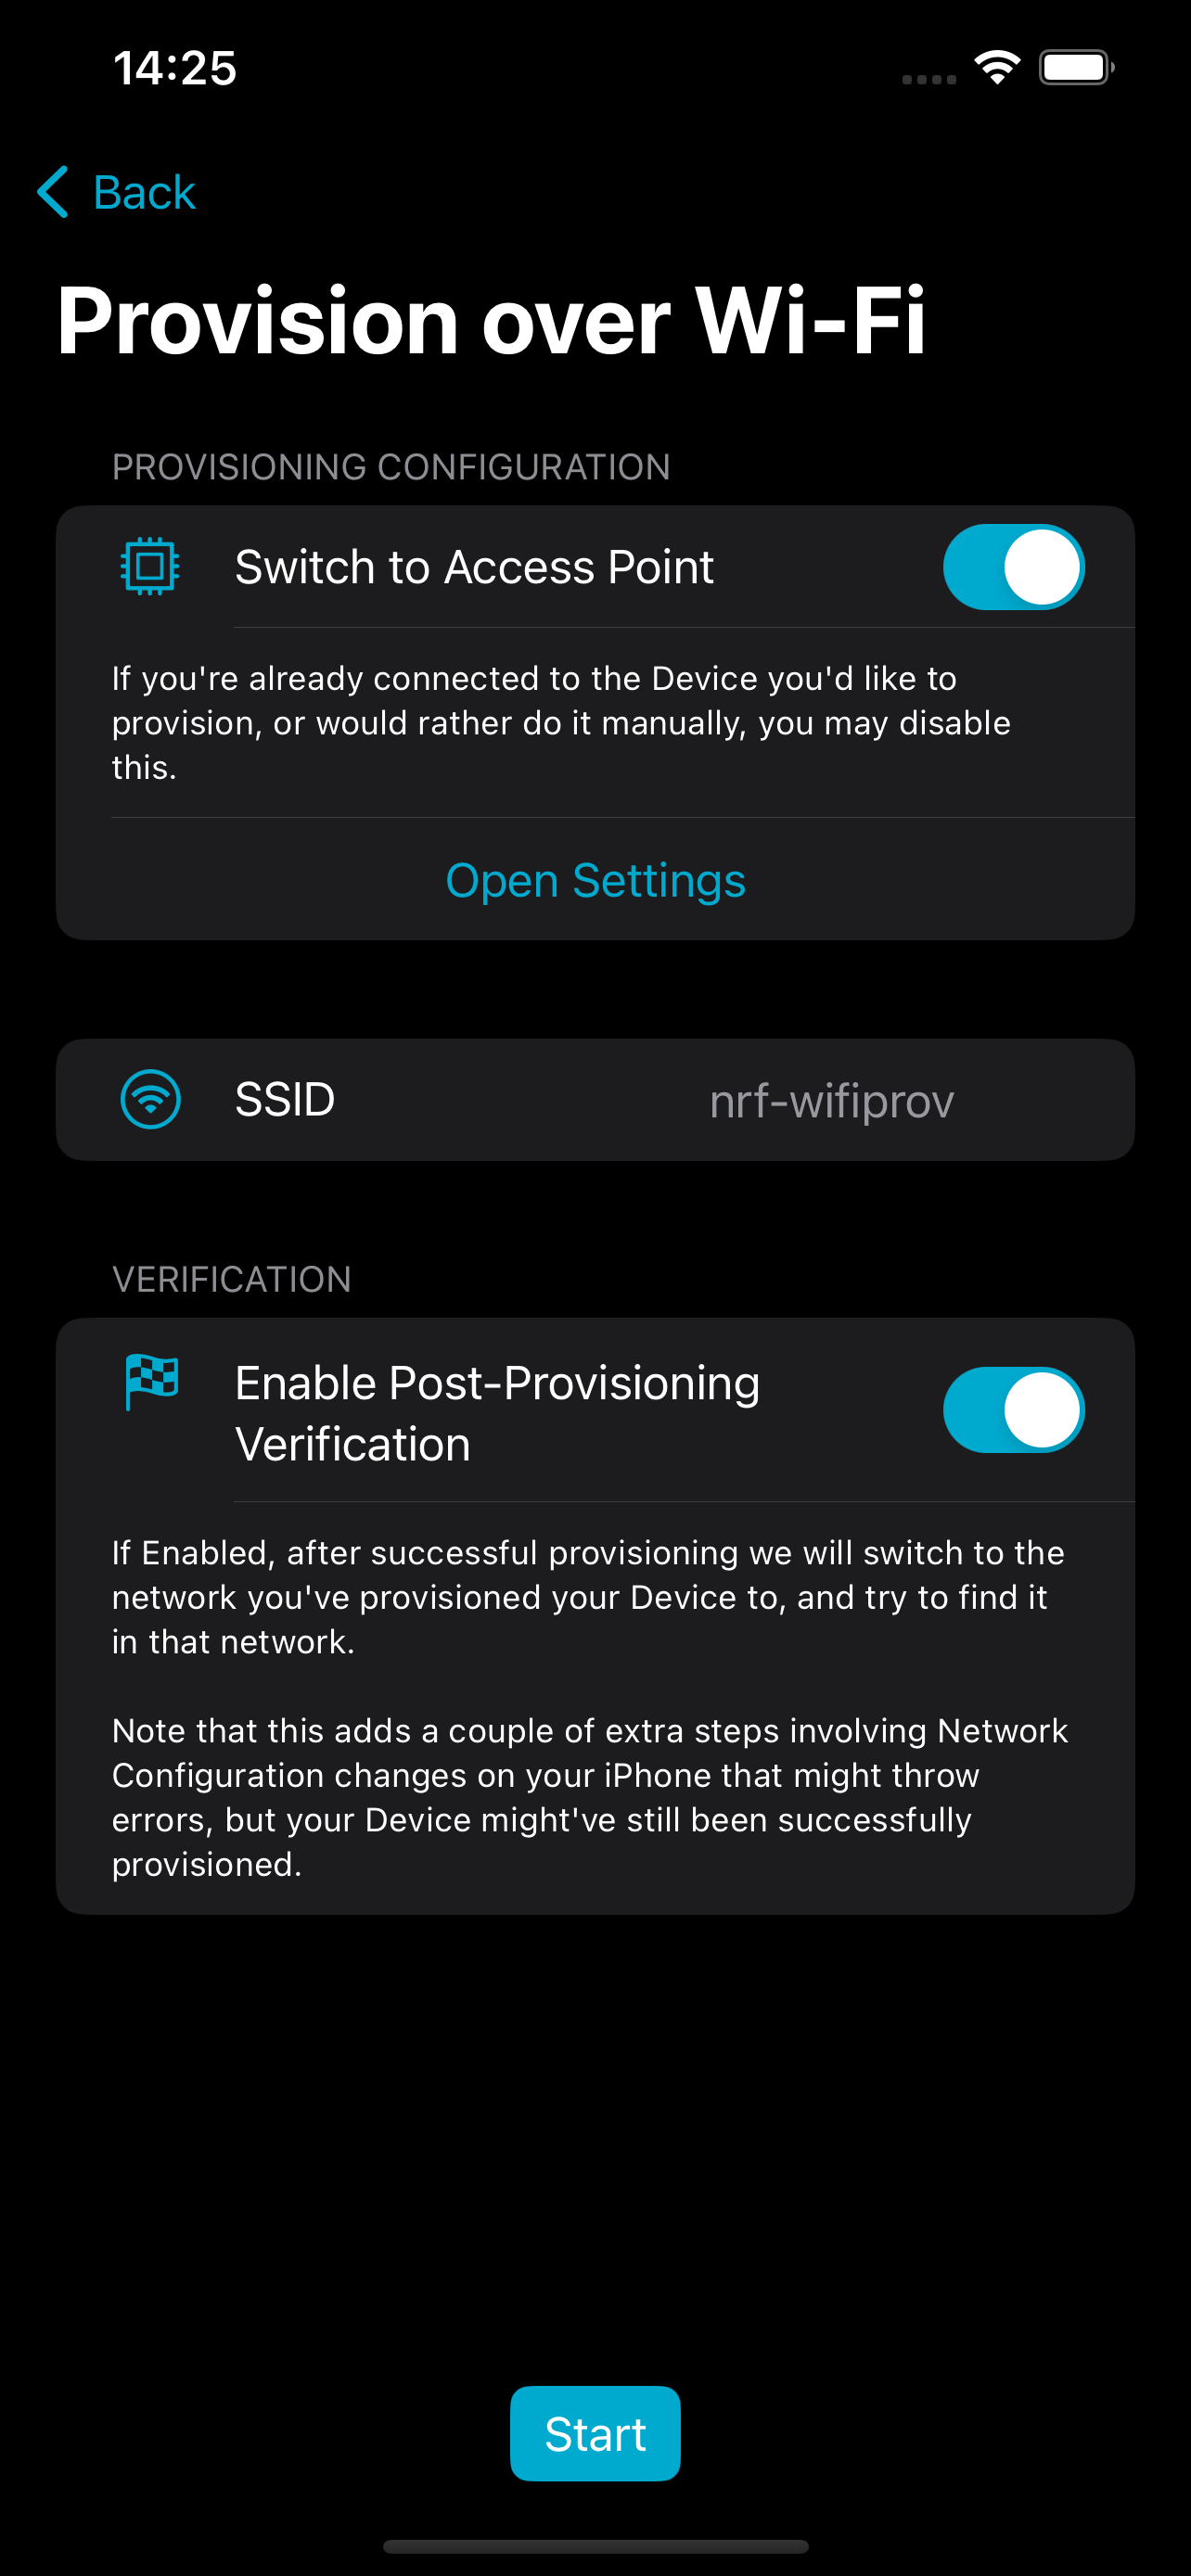 14:25
Back
Provision over Wi-Fi
PROVISIONING CONFIGURATION
Switch to Access Point
If you're already connected to the Device you'd like to
provision, or would rather do it manually, you may disable
this.
Open Settings
SSID nrf-wifiprov
VERIFICATION
Enable Post-Provisioning
Verification
If Enabled, after successful provisioning we will switch to the
network you've provisioned your Device to, and try to find it
in that network.
Note that this adds a couple of extra steps involving Network
Configuration changes on your iPhone that might throw
errors, but your Device might've still been successfully
provisioned.
Start